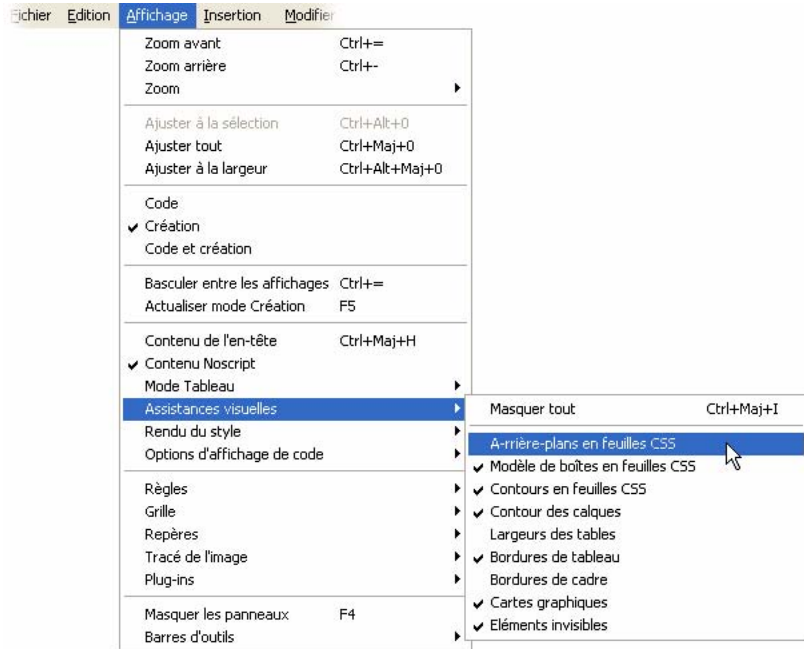 Fichier Edition Affichage Insertion Modifier
Zoom avant Ctrl+=
Zoom arrière Ctrl+-
Zoom
Ajuster à la sélection Ctrl+Alt+0
Ajuster tout Ctrl+Maj+0
Ajuster à la largeur Ctrl+Alt+Maj+0
Code
Création
Code et création
Basculer entre les affichages Ctrl+=
Actualiser mode Création F5
Contenu de l'en-tête Ctrl+Maj+H
Contenu Noscript
Mode Tableau
Assistances visuelles
Rendu du style
Options d'affichage de code
Règles
Grille
Repères
Tracé de l'image
Plug-ins
Masquer les panneaux F4
Barres d'outils
Masquer tout Ctrl+Maj+I
A-rrière-plans en feuilles CSS
Modèle de boîtes en feuilles CSS
Contours en feuilles CSS
Contour des calques
Largeurs des tables
Bordures de tableau
Bordures de cadre
Cartes graphiques
Eléments invisibles